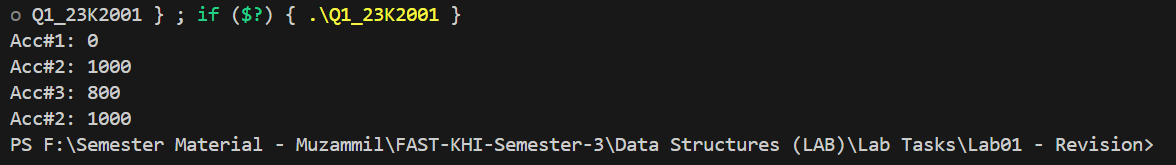 Q1_23K2001 } ; if ($?) { .\Q1_23K2001 }
Acc#1: 0
Acc#2: 1000
Acc#3: 800
Acc#2: 1000
PS F:\Semester Material - Muzammil\FAST-KHI-Semester-3\Data Structures (LAB)\Lab Tasks\Lab01 - Revision>